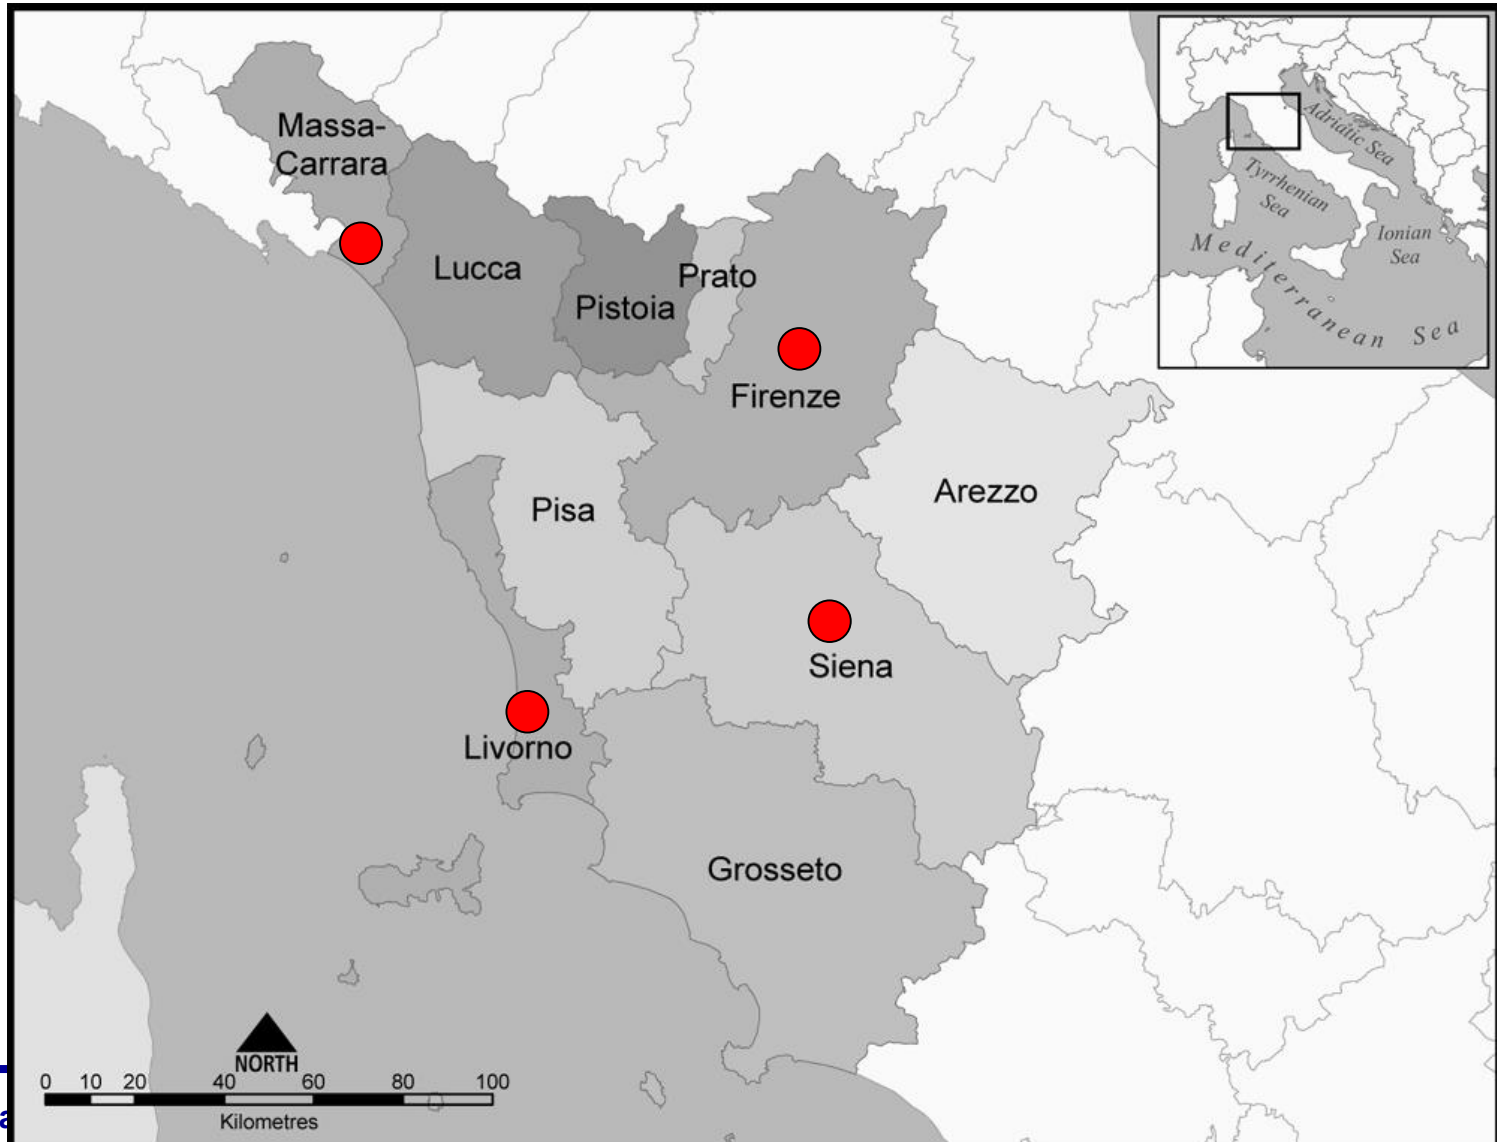 Massa-
Carrara
Lucca
Prato
Pistoia
Firenze
Arezzo
Pisa
Siena
Livorno
Grosseto
Adriatic Sea
Tyrrhenian
Sea
Ionian
Sea
Mediterranean Sea
NORTH
0 10 20 40 60 80 100
Kilometres